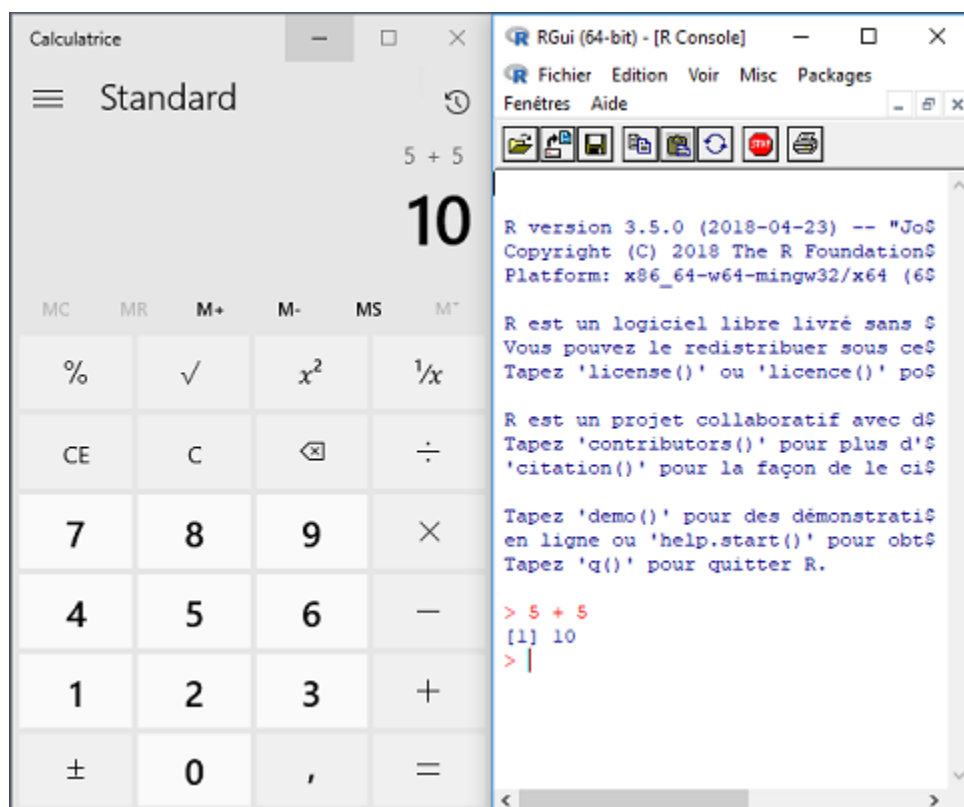 Calculatrice
Standard
5 + 5
10
MC MR M+ M- MS M˅
% √ x² ¹/x
CE C ÷
7 8 9 ×
4 5 6 −
1 2 3 +
± 0 , =
RGui (64-bit) - [R Console]
Fichier Edition Voir Misc Packages
Fenêtres Aide
STOP
R version 3.5.0 (2018-04-23) -- "Jo$
Copyright (C) 2018 The R Foundation$
Platform: x86_64-w64-mingw32/x64 (6$
R est un logiciel libre livré sans $
Vous pouvez le redistribuer sous ce$
Tapez 'license()' ou 'licence()' po$
R est un projet collaboratif avec d$
Tapez 'contributors()' pour plus d'$
'citation()' pour la façon de le ci$
Tapez 'demo()' pour des démonstrati$
en ligne ou 'help.start()' pour obt$
Tapez 'q()' pour quitter R.
> 5 + 5
[1] 10
>